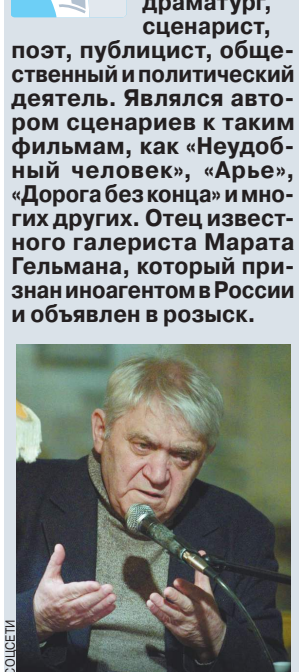 драматург,
сценарист,
поэт, публицист, обще-
ственный и политический
деятель. Являлся авто-
ром сценариев к таким
фильмам, как «Неудоб-
ный человек», «Арье»,
«Дорога без конца» и мно-
гих других. Отец извест-
ного галериста Марата
Гельмана, который при-
знан иноагентом в России
и объявлен в розыск.
СОЦСЕТИ